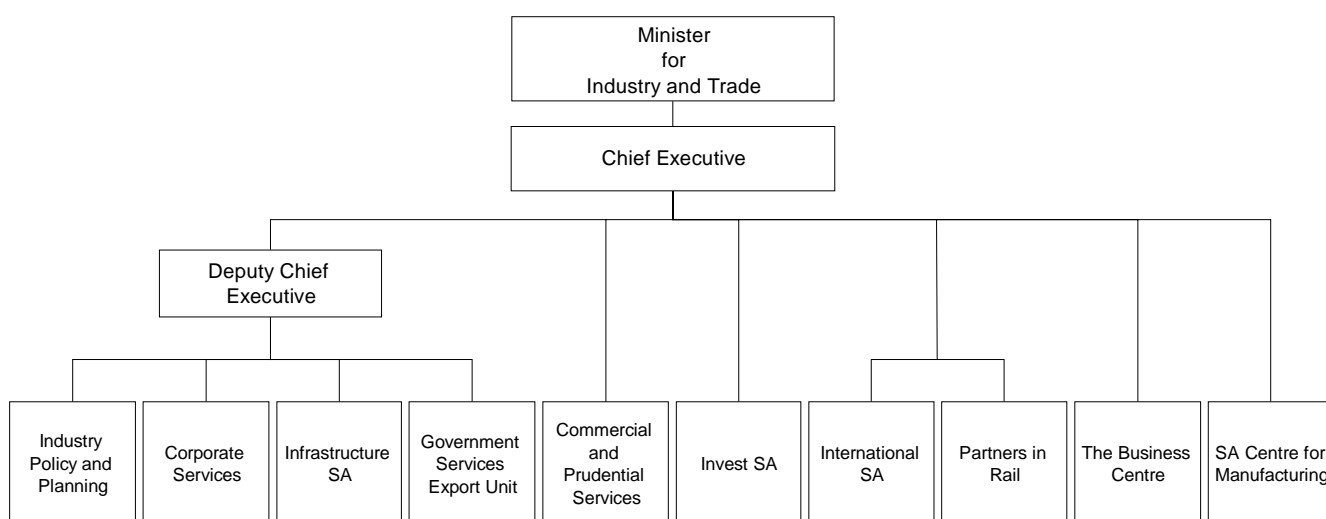 Minister
for
Industry and Trade
Chief Executive
Deputy Chief
Executive
Industry
Policy and
Planning
Corporate
Services
Infrastructure
SA
Government
Services
Export Unit
Commercial
and
Prudential
Services
Invest SA
International
SA
Partners in
Rail
The Business
Centre
SA Centre for
Manufacturing